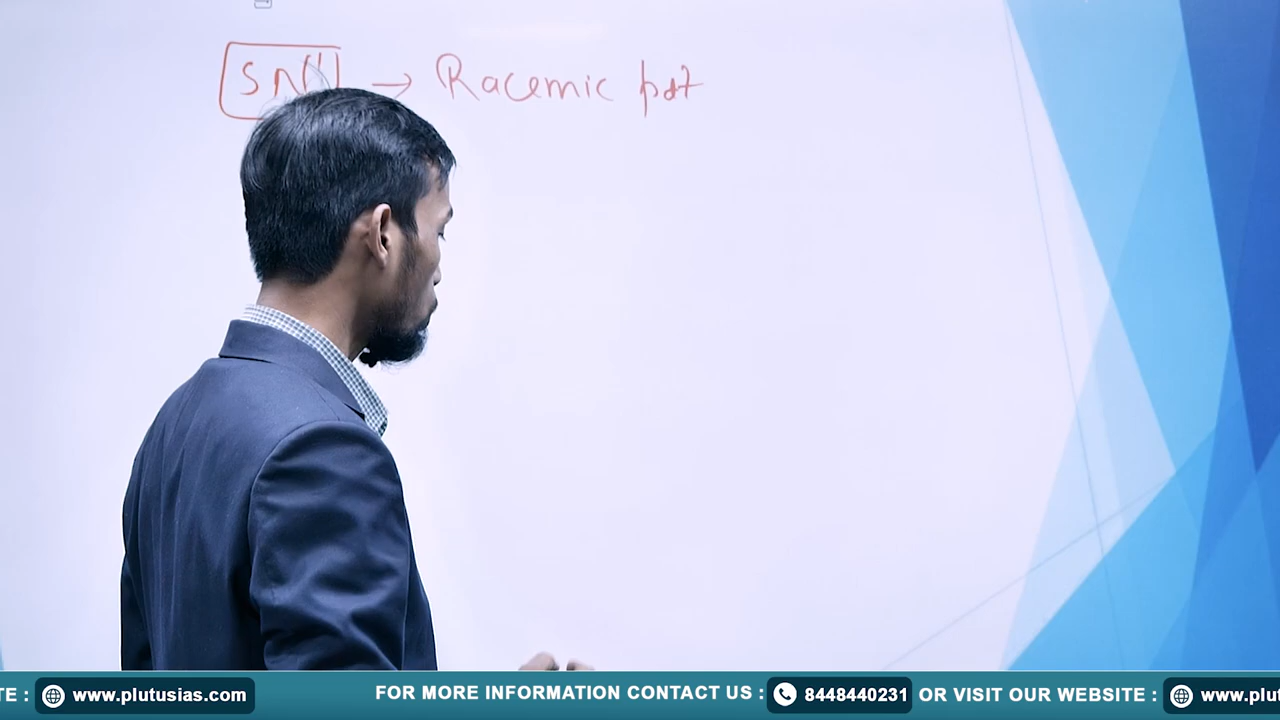 SN1 → Racemic pdt
TE : www.plutusias.com FOR MORE INFORMATION CONTACT US : 8448440231 OR VISIT OUR WEBSITE : www.plut